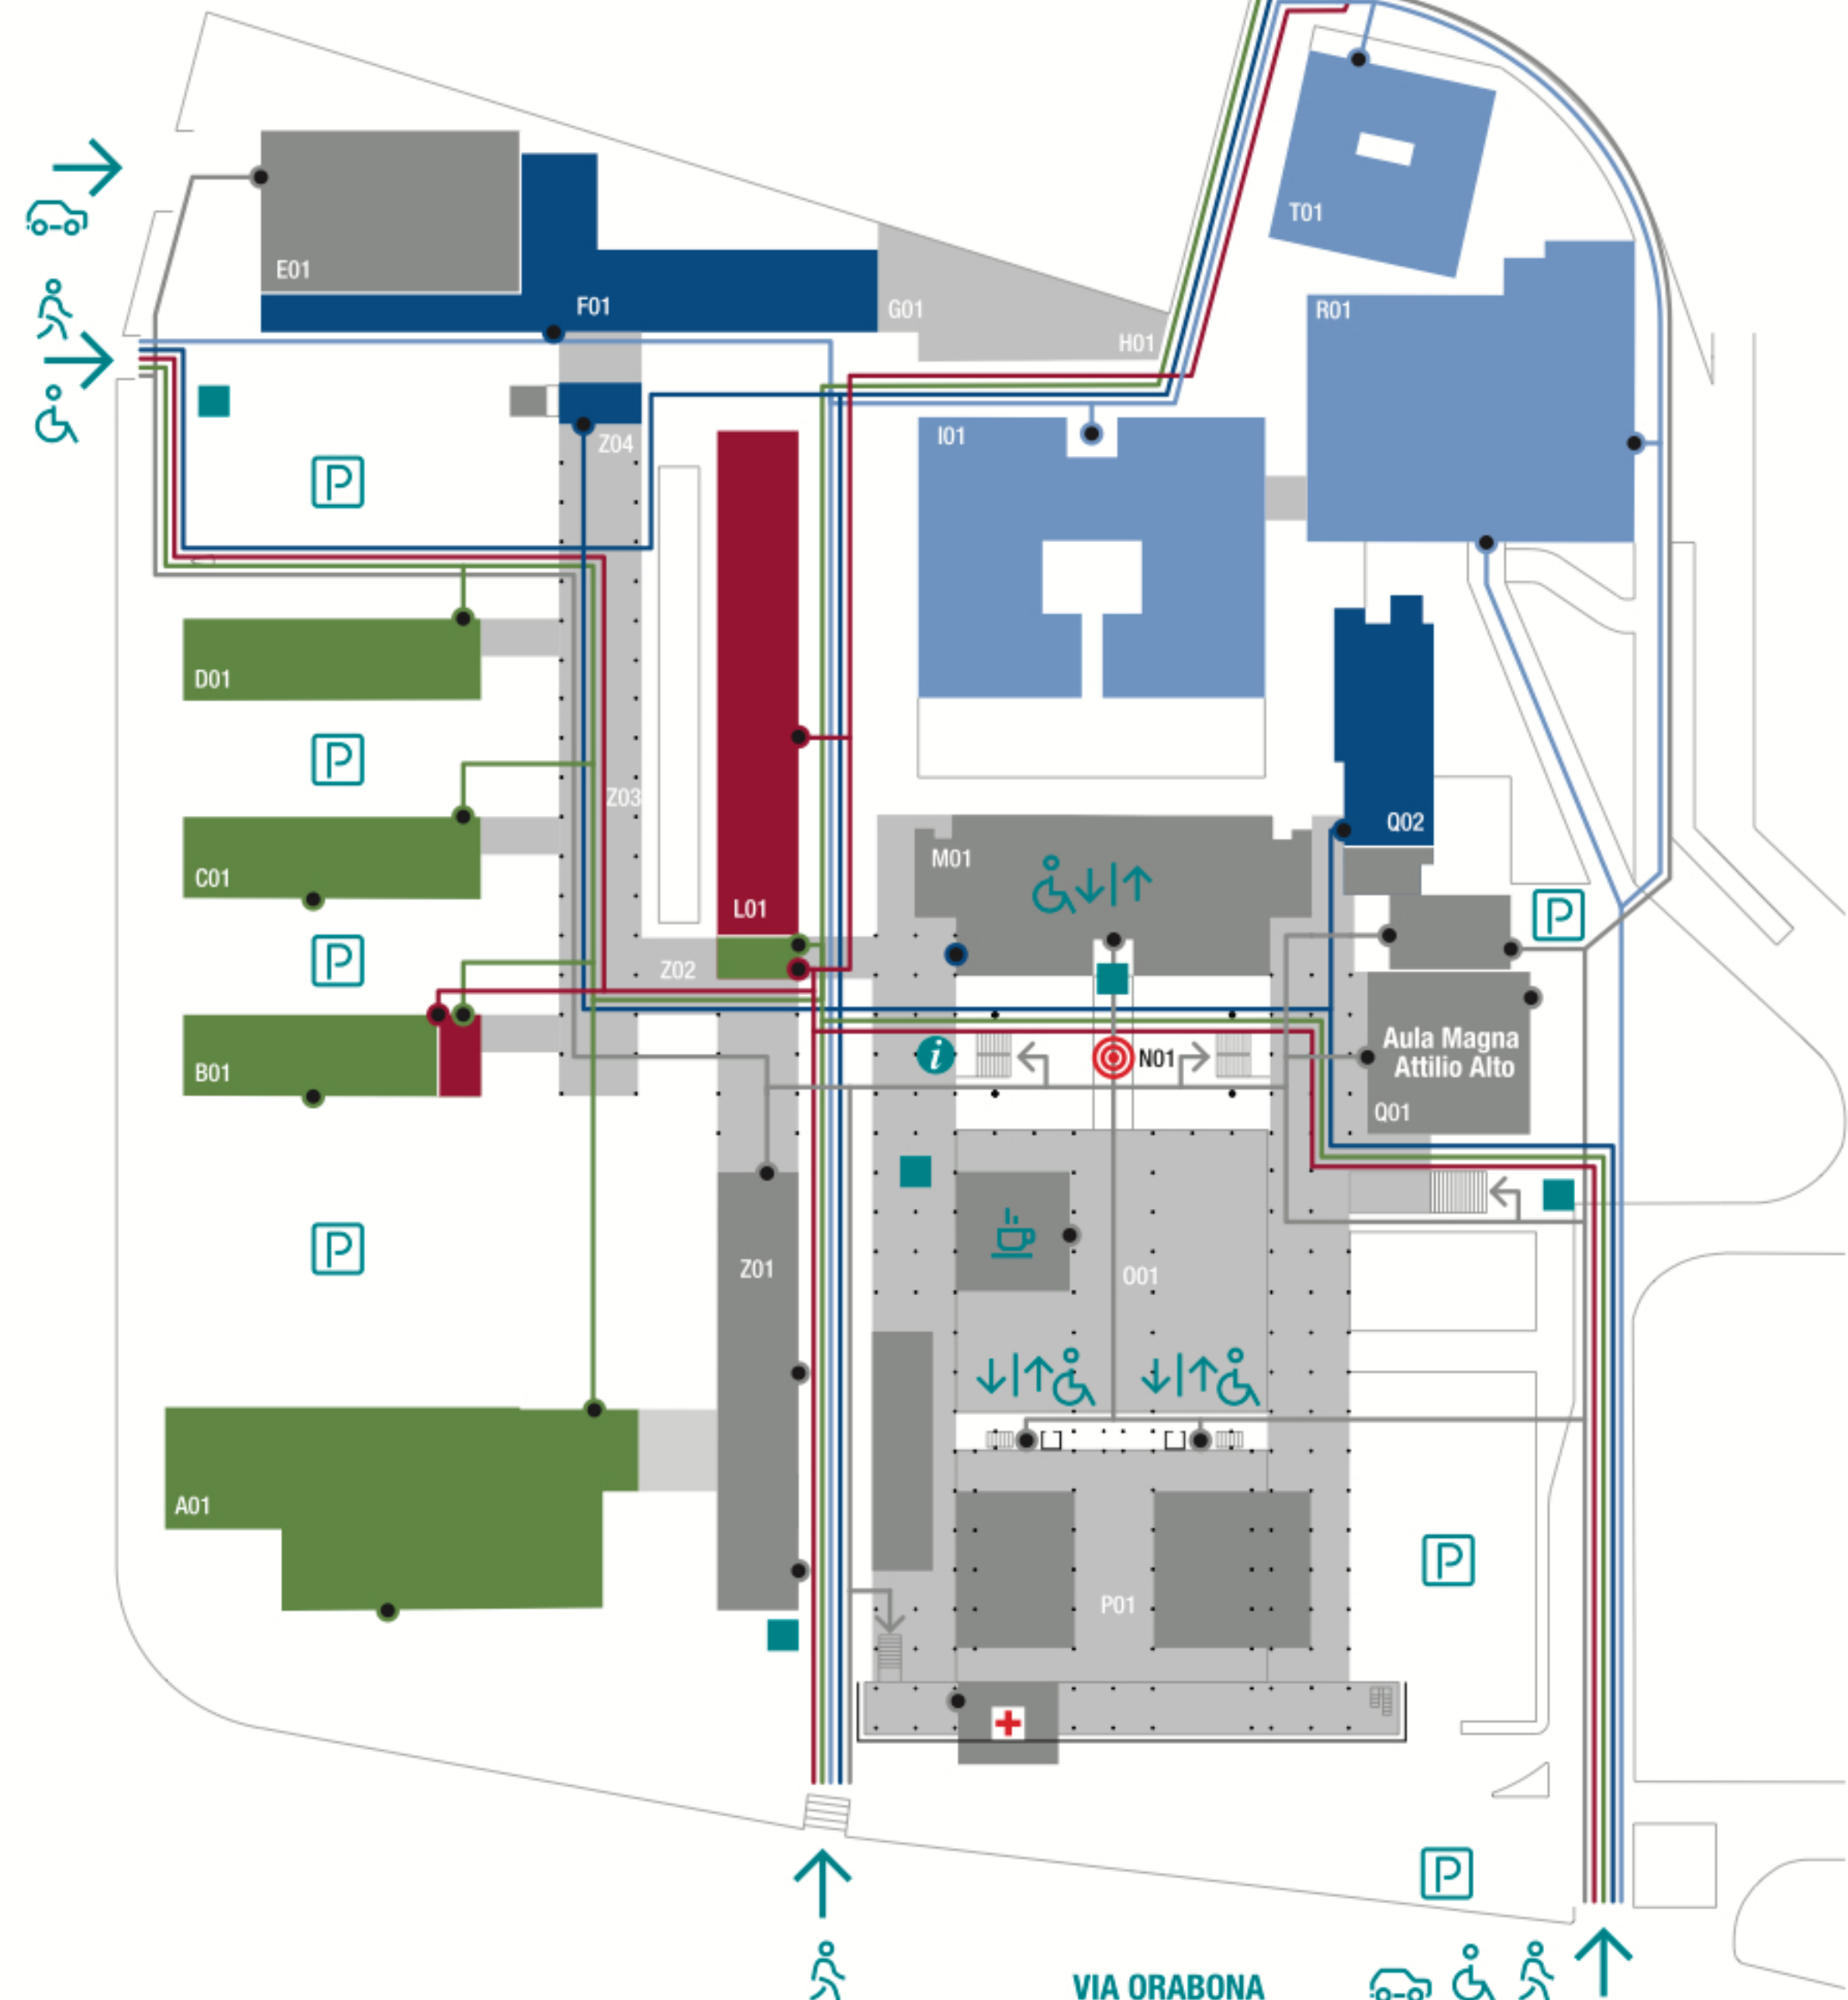 T01
E01
F01
G01
H01
R01
P
Z04
I01
D01
P
Z03
Q02
C01
M01
L01
P
P
Z02
B01
i
N01
Aula Magna
Attilio Alto
Q01
P
Z01
O01
A01
P
P01
P
VIA ORABONA